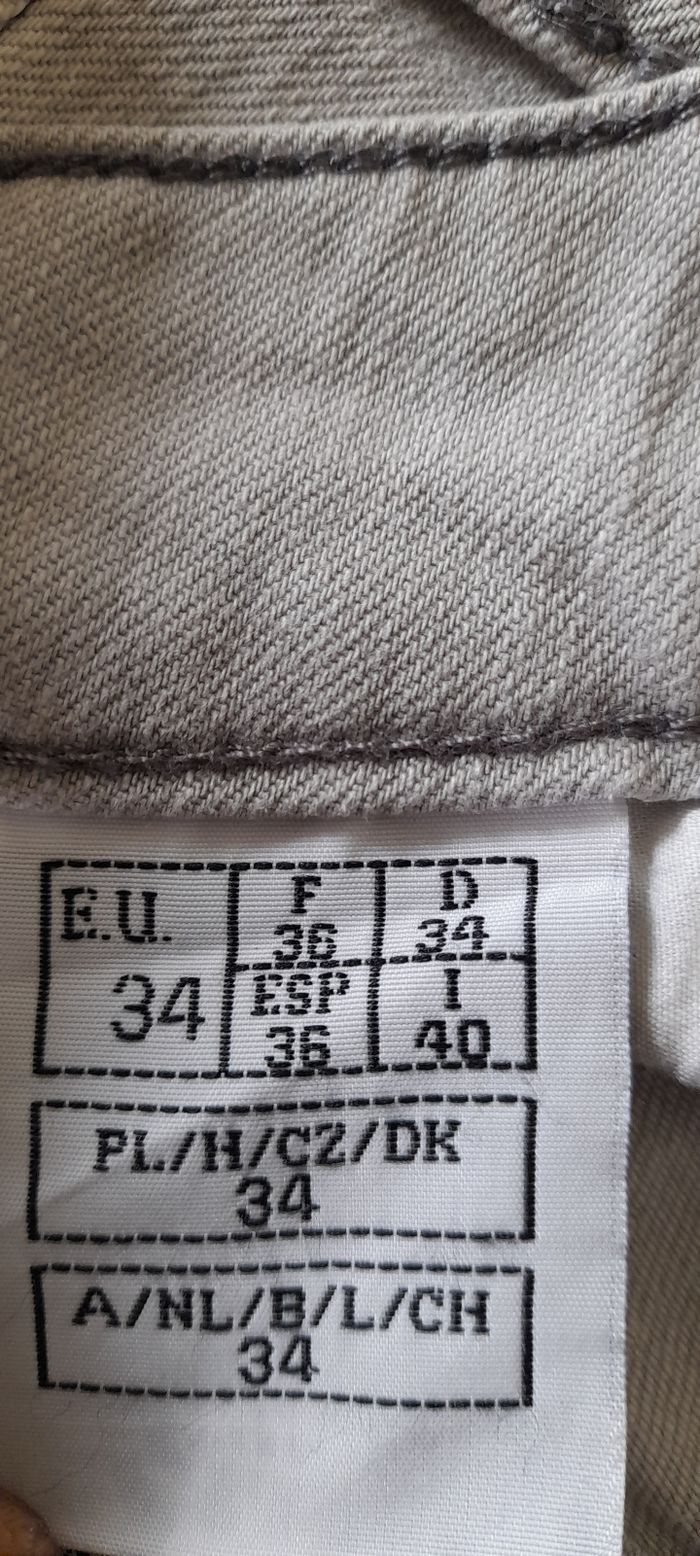 E.U.
34
F
36
D
34
ESP
36
I
40
PL/H/CZ/DK
34
A/NL/B/L/CH
34